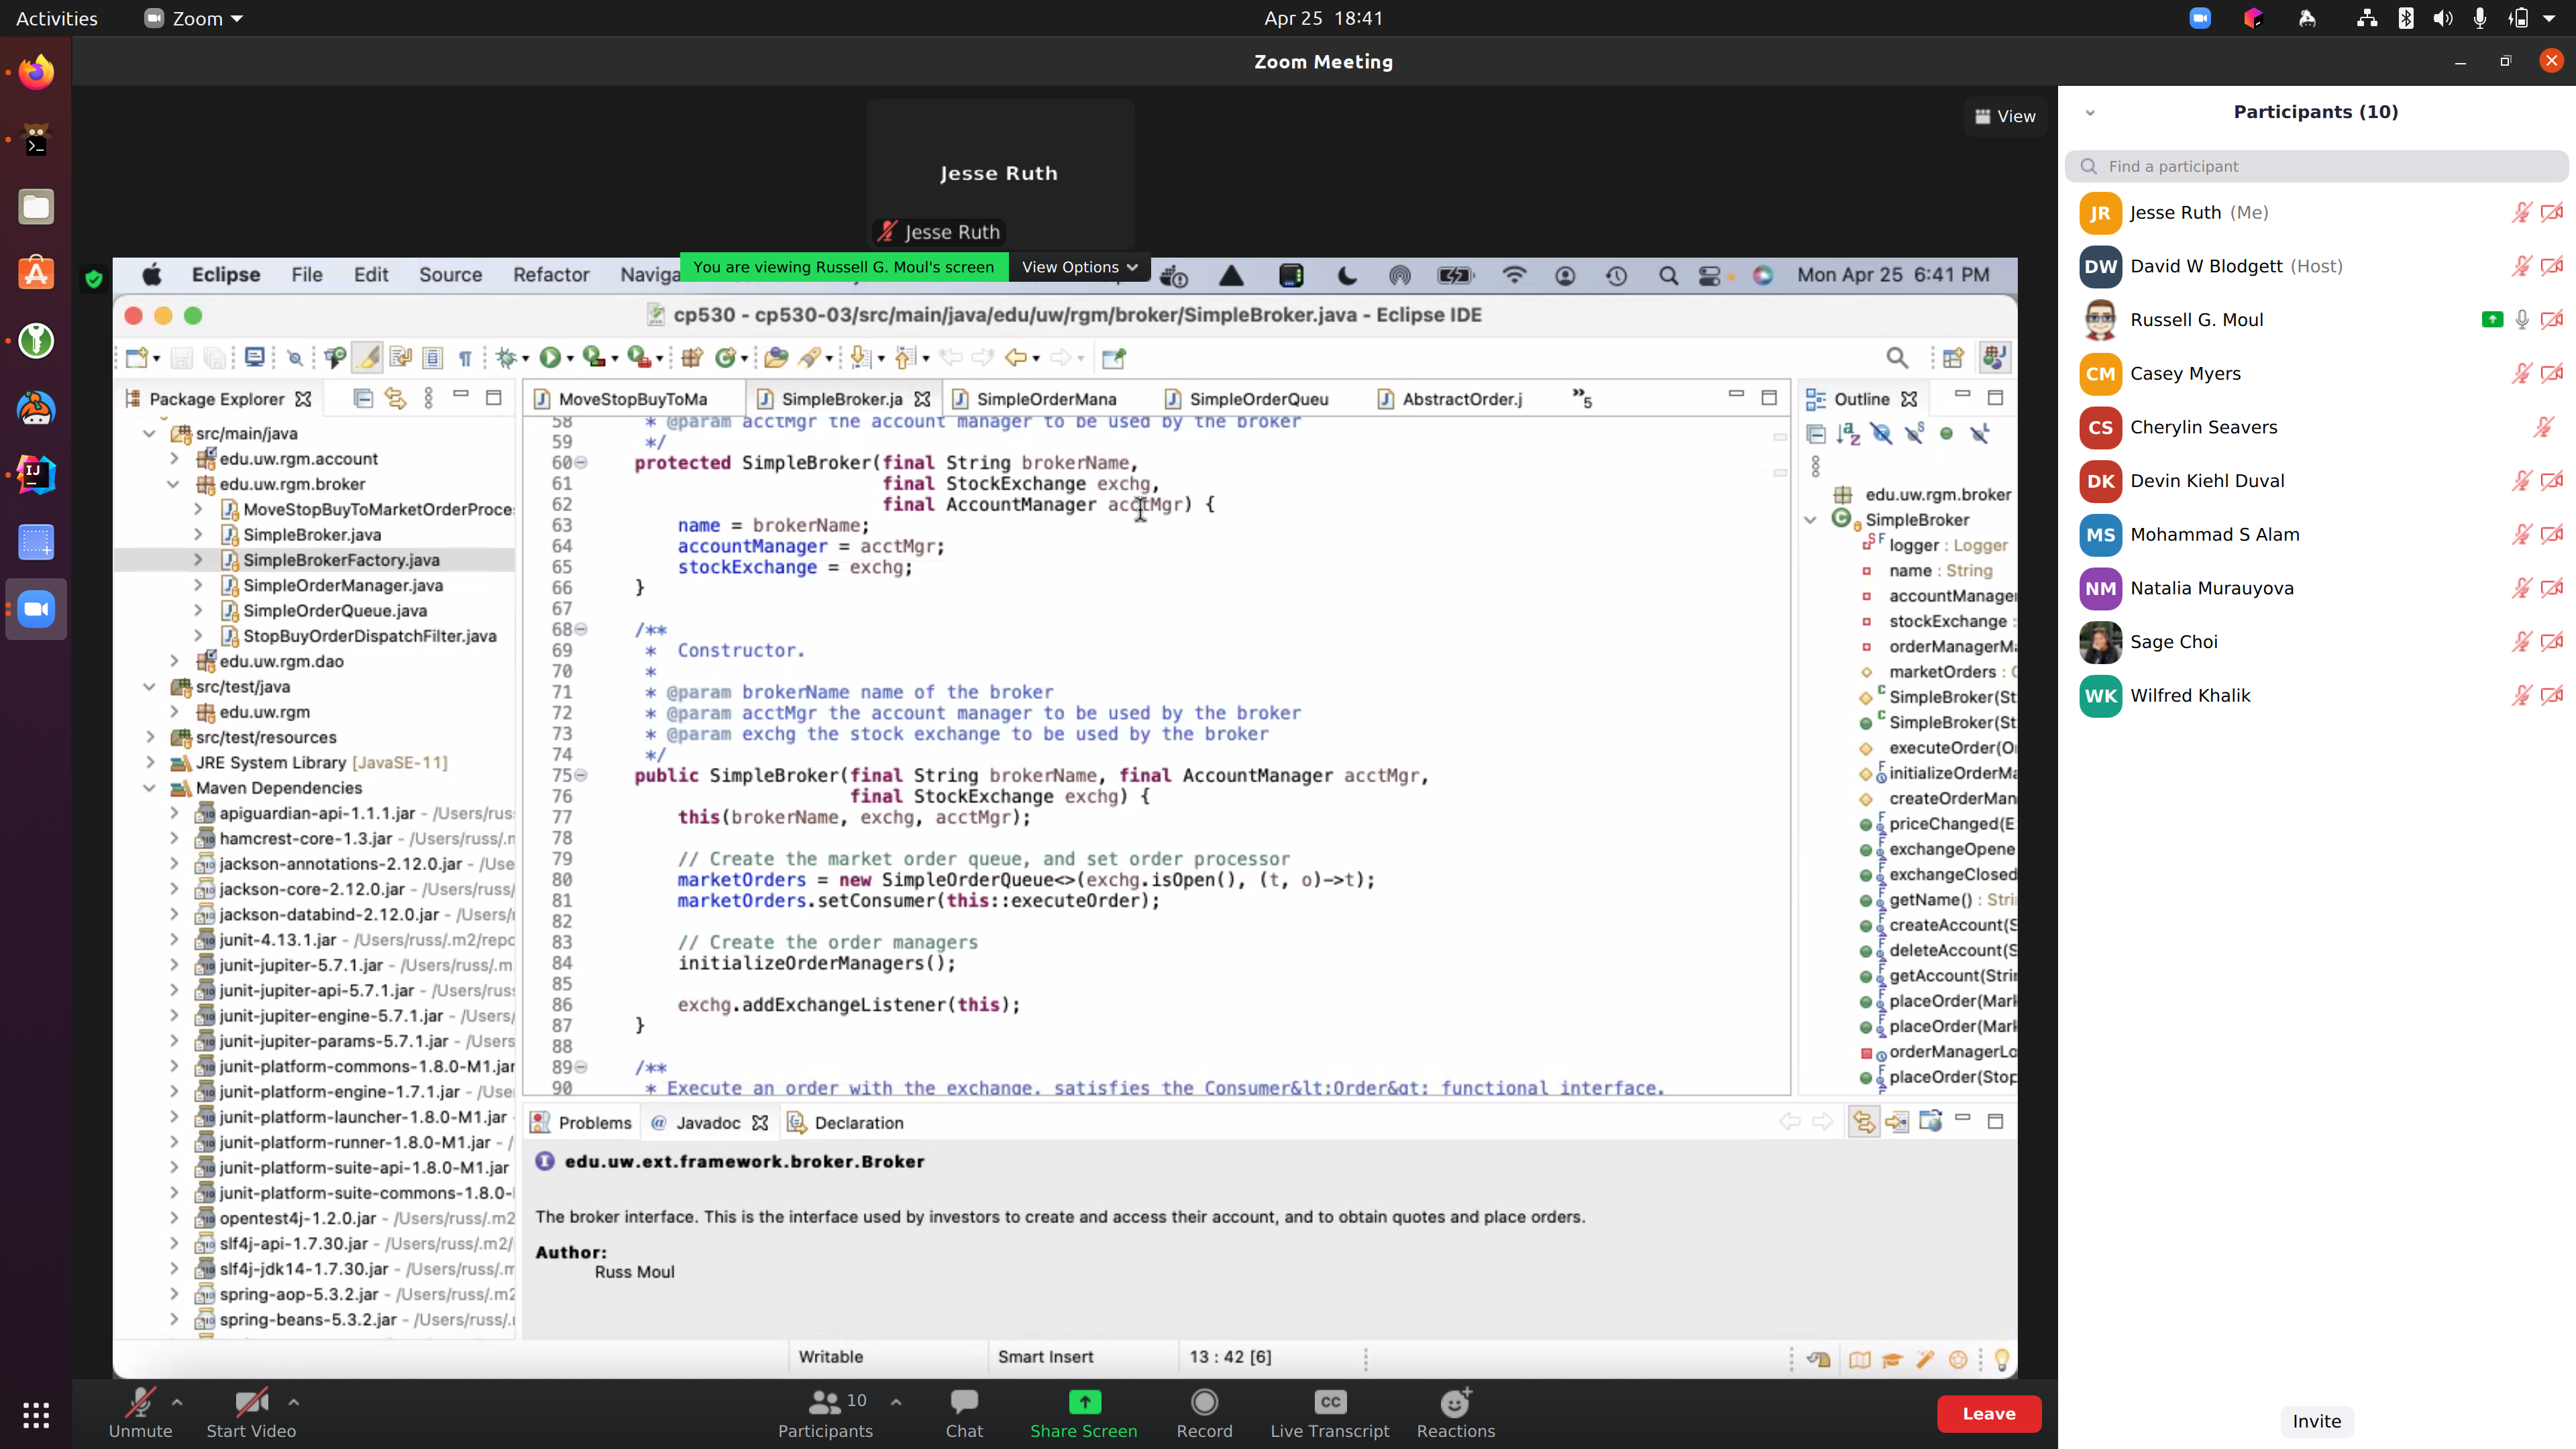 Activities
Zoom
Apr 25 18:41
Zoom Meeting
View
Jesse Ruth
Jesse Ruth
You are viewing Russell G. Moul's screen
View Options
Eclipse File Edit Source Refactor
Mon Apr 25 6:41 PM
cp530 - cp530-03/src/main/java/edu/uw/rgm/broker/SimpleBroker.java - Eclipse IDE
Package Explorer
src/main/java
edu.uw.rgm.account
edu.uw.rgm.broker
MoveStopBuyToMarketOrderProce
SimpleBroker.java
SimpleBrokerFactory.java
SimpleOrderManager.java
SimpleOrderQueue.java
StopBuyOrderDispatchFilter.java
edu.uw.rgm.dao
src/test/java
edu.uw.rgm
src/test/resources
JRE System Library [JavaSE-11]
Maven Dependencies
apiguardian-api-1.1.1.jar - /Users/rus
hamcrest-core-1.3.jar - /Users/russ/.m
jackson-annotations-2.12.0.jar - /Use
jackson-core-2.12.0.jar - /Users/russ/
jackson-databind-2.12.0.jar - /Users/r
junit-4.13.1.jar - /Users/russ/.m2/repo
junit-jupiter-5.7.1.jar - /Users/russ/.m
junit-jupiter-api-5.7.1.jar - /Users/rus
junit-jupiter-engine-5.7.1.jar - /Users/
junit-jupiter-params-5.7.1.jar - /Users
junit-platform-commons-1.8.0-M1.jar
junit-platform-engine-1.7.1.jar - /Use
junit-platform-launcher-1.8.0-M1.jar -
junit-platform-runner-1.8.0-M1.jar - /
junit-platform-suite-api-1.8.0-M1.jar
junit-platform-suite-commons-1.8.0-
opentest4j-1.2.0.jar - /Users/russ/.m2
slf4j-api-1.7.30.jar - /Users/russ/.m2/
slf4j-jdk14-1.7.30.jar - /Users/russ/.m
spring-aop-5.3.2.jar - /Users/russ/.m2
spring-beans-5.3.2.jar - /Users/russ/.
MoveStopBuyToMa
SimpleBroker.ja
SimpleOrderMana
SimpleOrderQueu
AbstractOrder.j
»5
58 * @param acctMgr the account manager to be used by the broker
59 */
60 protected SimpleBroker(final String brokerName,
61 final StockExchange exchg,
62 final AccountManager acctMgr) {
63 name = brokerName;
64 accountManager = acctMgr;
65 stockExchange = exchg;
66 }
67
68 /**
69 * Constructor.
70 *
71 * @param brokerName name of the broker
72 * @param acctMgr the account manager to be used by the broker
73 * @param exchg the stock exchange to be used by the broker
74 */
75 public SimpleBroker(final String brokerName, final AccountManager acctMgr,
76 final StockExchange exchg) {
77 this(brokerName, exchg, acctMgr);
78
79 // Create the market order queue, and set order processor
80 marketOrders = new SimpleOrderQueue<>(exchg.isOpen(), (t, o)->t);
81 marketOrders.setConsumer(this::executeOrder);
82
83 // Create the order managers
84 initializeOrderManagers();
85
86 exchg.addExchangeListener(this);
87 }
88
89 /**
90 * Execute an order with the exchange, satisfies the Consumer&lt;Order&gt; functional interface.
Outline
edu.uw.rgm.broker
SimpleBroker
logger : Logger
name : String
accountManage
stockExchange :
orderManagerMa
marketOrders :
SimpleBroker(St
SimpleBroker(St
executeOrder(O
initializeOrderMa
createOrderMan
priceChanged(E
exchangeOpene
exchangeClosed
getName() : Stri
createAccount(S
deleteAccount(S
getAccount(Stri
placeOrder(Mark
placeOrder(Mark
orderManagerLo
placeOrder(Stop
Problems
@ Javadoc
Declaration
edu.uw.ext.framework.broker.Broker
The broker interface. This is the interface used by investors to create and access their account, and to obtain quotes and place orders.
Author:
Russ Moul
Writable
Smart Insert
13 : 42 [6]
Participants (10)
Find a participant
JR Jesse Ruth (Me)
DW David W Blodgett (Host)
Russell G. Moul
CM Casey Myers
CS Cherylin Seavers
DK Devin Kiehl Duval
MS Mohammad S Alam
NM Natalia Murauyova
Sage Choi
WK Wilfred Khalik
Invite
Unmute
Start Video
10
Participants
Chat
Share Screen
Record
CC
Live Transcript
Reactions
Leave